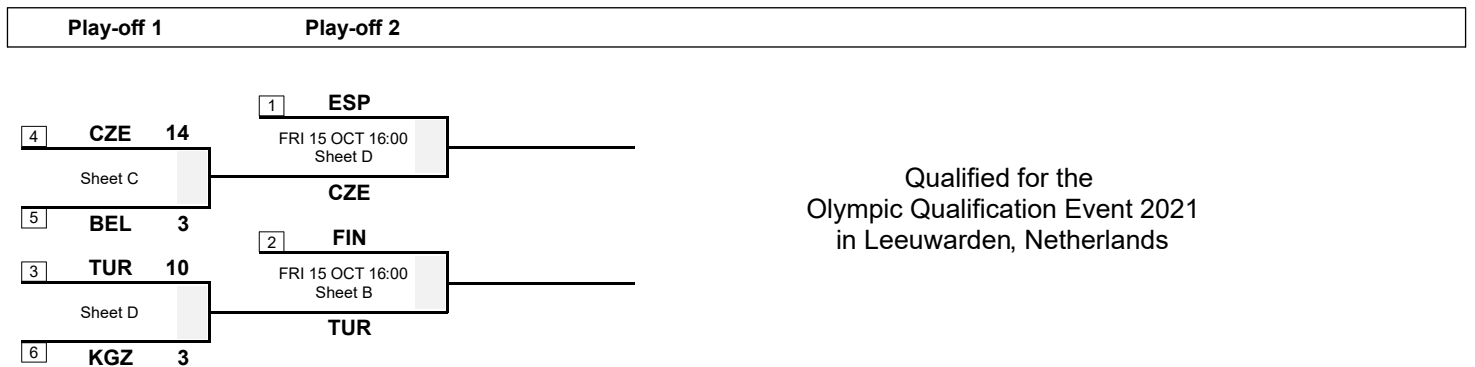 Play-off 1 Play-off 2
1 ESP
4 CZE 14
FRI 15 OCT 16:00
Sheet D
Sheet C
CZE
5 BEL 3
2 FIN
3 TUR 10
FRI 15 OCT 16:00
Sheet B
Sheet D
TUR
6 KGZ 3
Qualified for the
Olympic Qualification Event 2021
in Leeuwarden, Netherlands